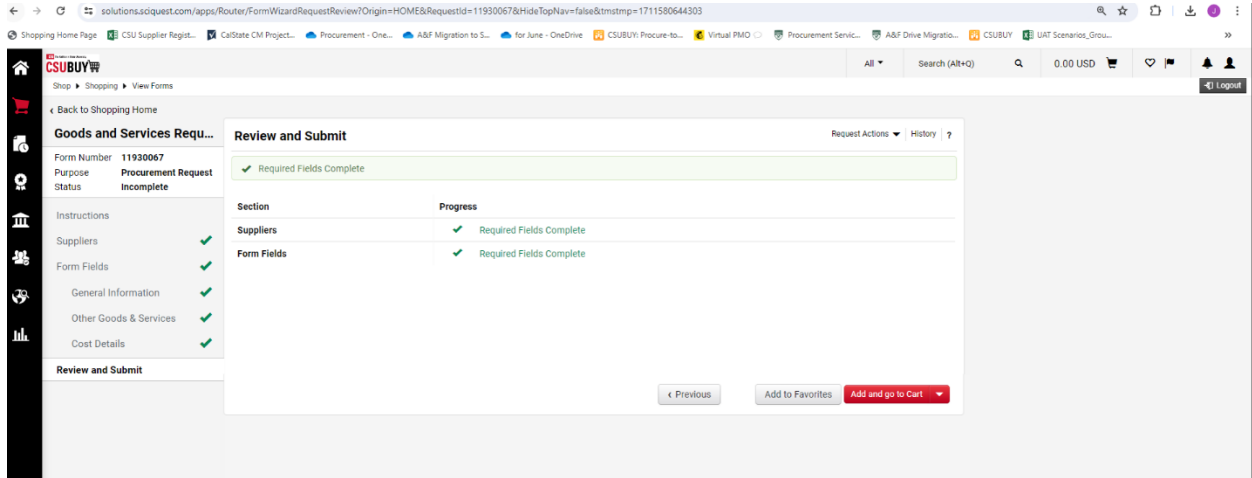 solutions.sciquest.com/apps/Router/FormWizardRequestReview?Origin=HOME&RequestId=11930067&HideTopNav=false&tmstmp=1711580644303
J
Shopping Home Page CSU Supplier Regist... CalState CM Project... Procurement - One... A&F Migration to S... for June - OneDrive CSUBUY: Procure-to... Virtual PMO Procurement Servic... A&F Drive Migratio... CSUBUY UAT Scenarios_Grou... »
CSUBUY All Search (Alt+Q) 0.00 USD
Shop Shopping View Forms Logout
Back to Shopping Home
Goods and Services Requ...
Form Number 11930067
Purpose Procurement Request
Status Incomplete
Instructions
Suppliers
Form Fields
General Information
Other Goods & Services
Cost Details
Review and Submit
Review and Submit Request Actions History ?
Required Fields Complete
Section Progress
Suppliers Required Fields Complete
Form Fields Required Fields Complete
‹ Previous Add to Favorites Add and go to Cart